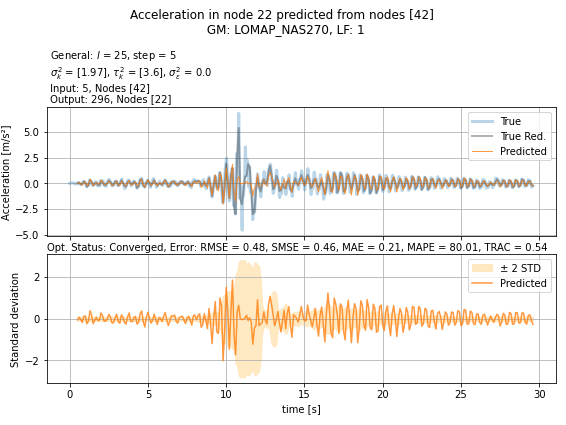 Acceleration in node 22 predicted from nodes [42]
GM: LOMAP_NAS270, LF: 1
General: l = 25, step = 5
σ²ₖ = [1.97], τ²ₖ = [3.6], σ²ε = 0.0
Input: 5, Nodes [42]
Output: 296, Nodes [22]
Acceleration [m/s²]
5.0
2.5
0.0
−2.5
−5.0
True
True Red.
Predicted
Opt. Status: Converged, Error: RMSE = 0.48, SMSE = 0.46, MAE = 0.21, MAPE = 80.01, TRAC = 0.54
Standard deviation
2
0
−2
± 2 STD
Predicted
0 5 10 15 20 25 30
time [s]